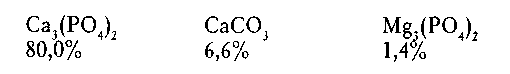 Ca₃(PO₄)₂ CaCO₃ Mg₃(PO₄)₂
80,0% 6,6% 1,4%